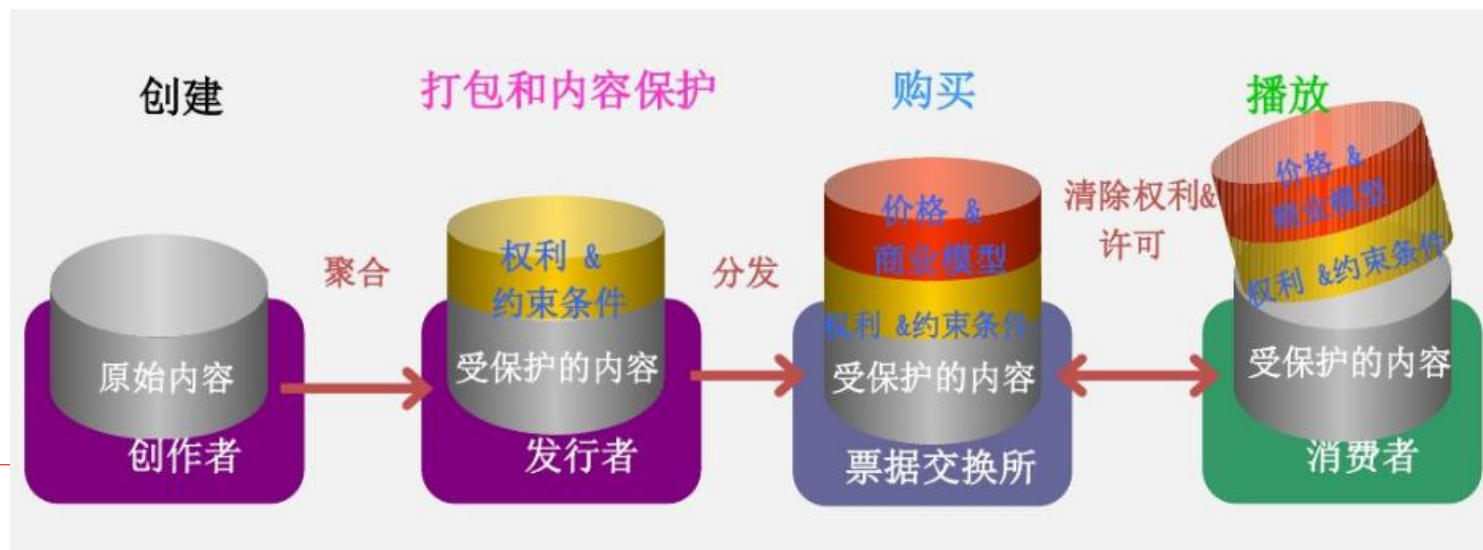 创建
打包和内容保护
购买
播放
原始内容
创作者
聚合
权利 &
约束条件
受保护的内容
发行者
分发
价格 &
商业模型
权利 &约束条件
受保护的内容
票据交换所
清除权利&
许可
价格 &
商业模型
权利 &约束条件
受保护的内容
消费者